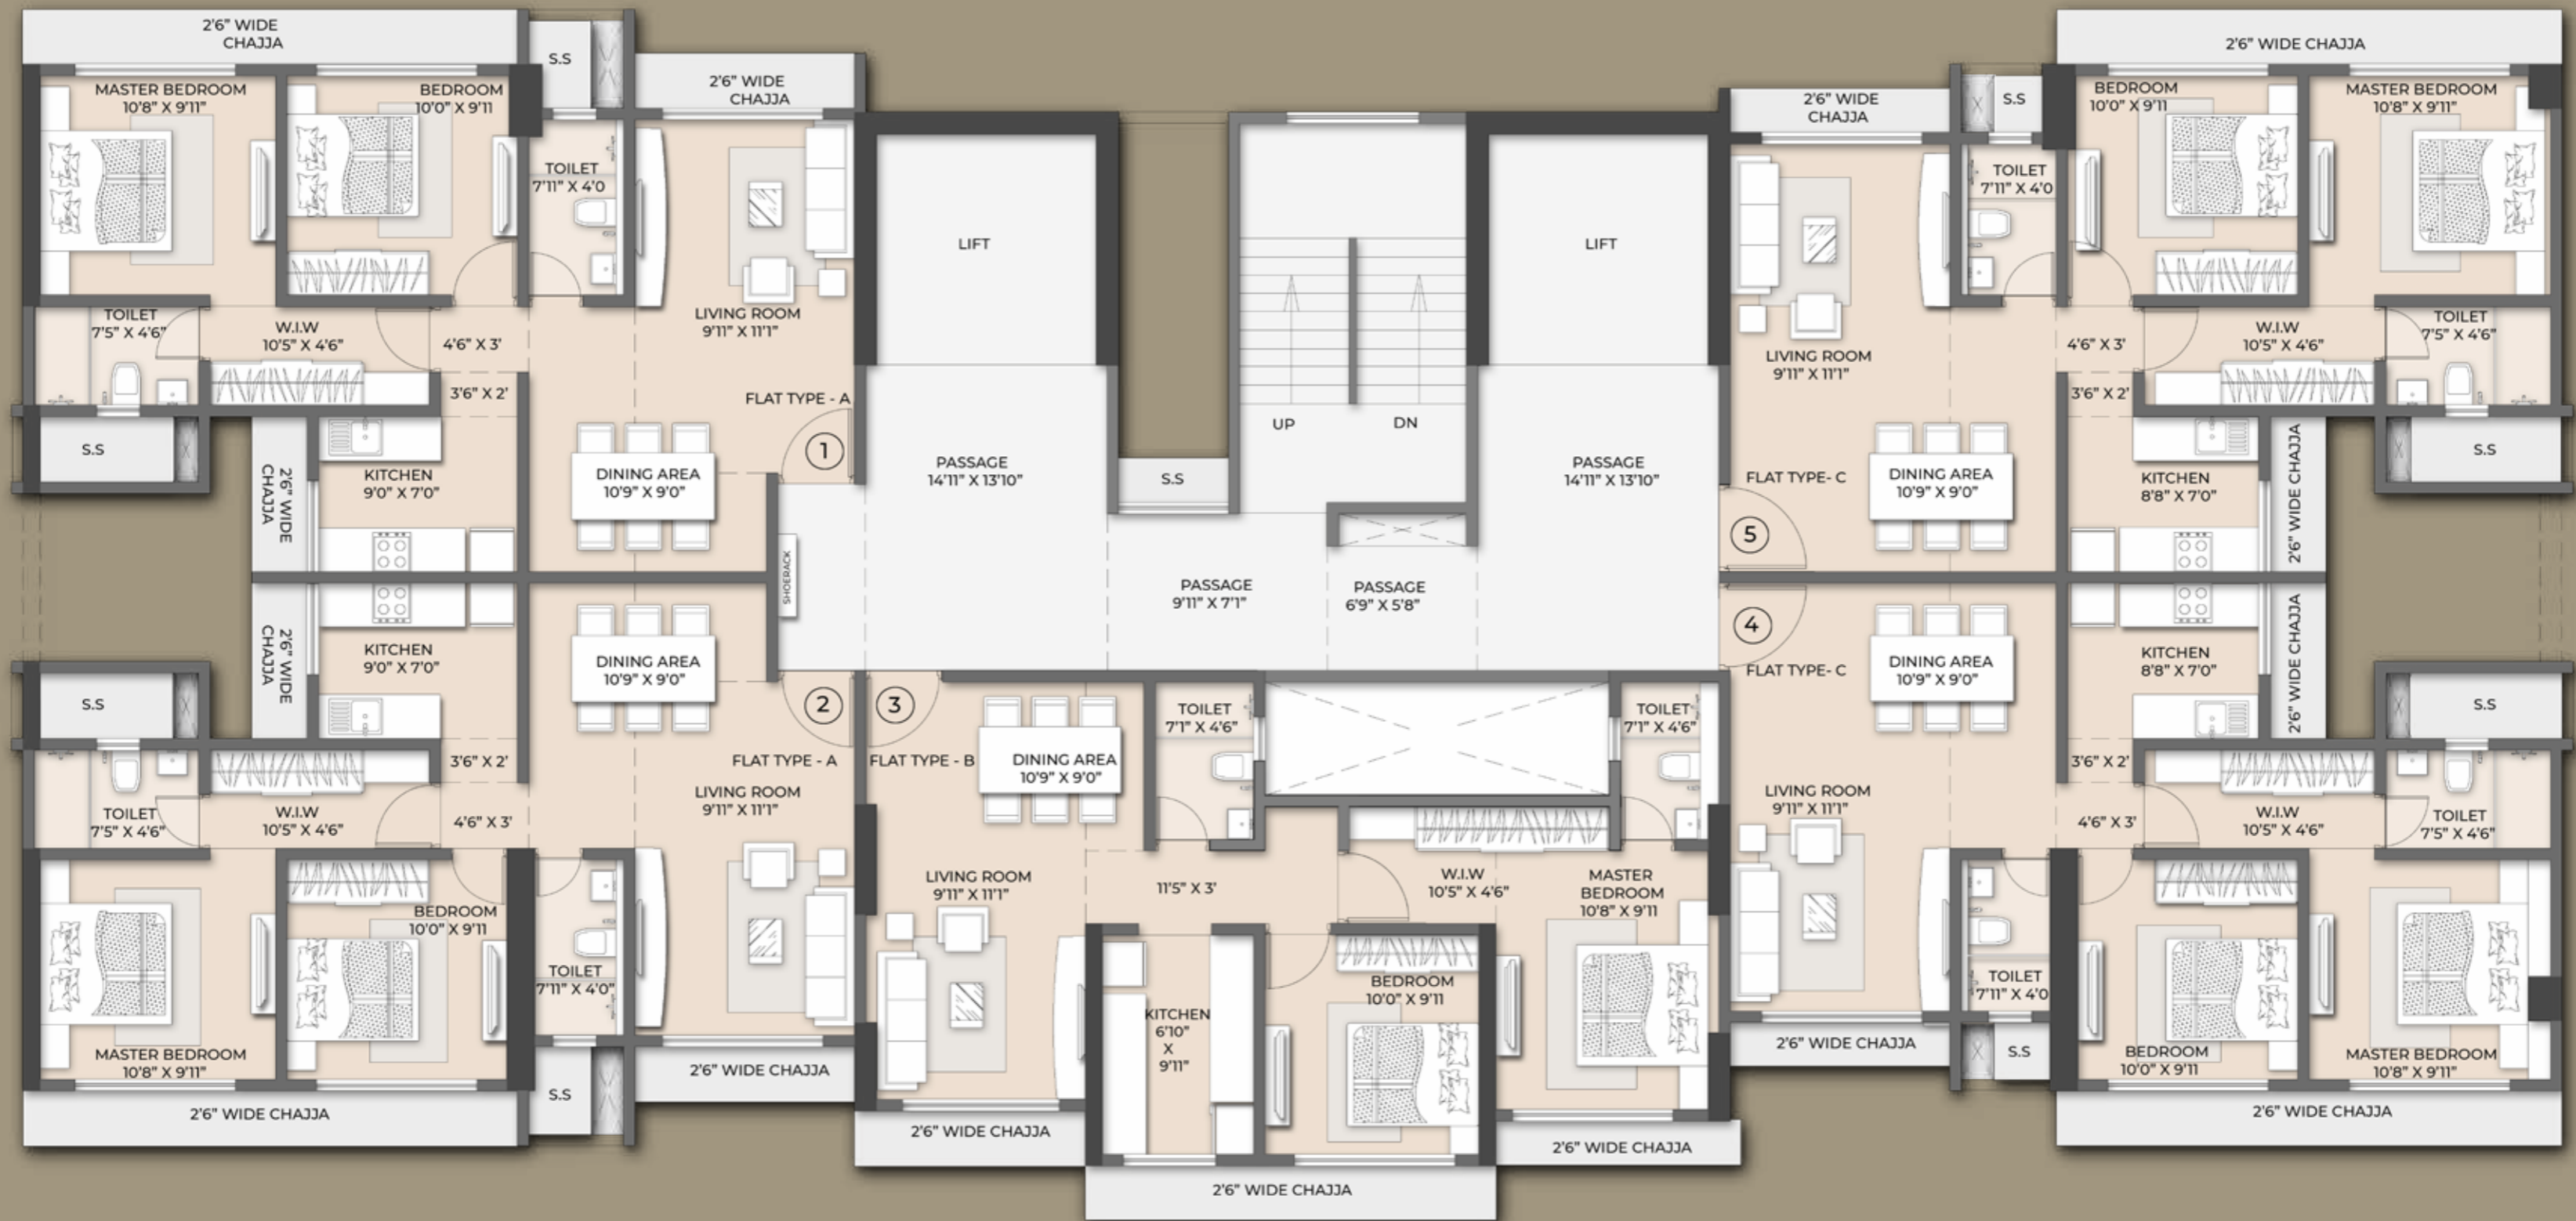 2'6" WIDE
CHAJJA
S.S
2'6" WIDE
CHAJJA
MASTER BEDROOM
10'8" X 9'11"
BEDROOM
10'0" X 9'11
TOILET
7'11" X 4'0
LIVING ROOM
9'11" X 11'1"
TOILET
7'5" X 4'6"
W.I.W
10'5" X 4'6"
4'6" X 3'
3'6" X 2'
FLAT TYPE - A
1
S.S
2'6" WIDE
CHAJJA
KITCHEN
9'0" X 7'0"
DINING AREA
10'9" X 9'0"
SHOERACK
LIFT
PASSAGE
14'11" X 13'10"
S.S
UP
DN
LIFT
PASSAGE
14'11" X 13'10"
PASSAGE
9'11" X 7'1"
PASSAGE
6'9" X 5'8"
2'6" WIDE
CHAJJA
S.S
2'6" WIDE CHAJJA
BEDROOM
10'0" X 9'11
MASTER BEDROOM
10'8" X 9'11"
TOILET
7'11" X 4'0
LIVING ROOM
9'11" X 11'1"
4'6" X 3'
W.I.W
10'5" X 4'6"
TOILET
7'5" X 4'6"
3'6" X 2'
FLAT TYPE- C
5
DINING AREA
10'9" X 9'0"
KITCHEN
8'8" X 7'0"
2'6" WIDE CHAJJA
S.S
2'6" WIDE
CHAJJA
KITCHEN
9'0" X 7'0"
DINING AREA
10'9" X 9'0"
S.S
2
FLAT TYPE - A
3'6" X 2'
LIVING ROOM
9'11" X 11'1"
TOILET
7'5" X 4'6"
W.I.W
10'5" X 4'6"
4'6" X 3'
BEDROOM
10'0" X 9'11
TOILET
7'11" X 4'0"
MASTER BEDROOM
10'8" X 9'11"
2'6" WIDE CHAJJA
S.S
2'6" WIDE CHAJJA
3
FLAT TYPE - B
DINING AREA
10'9" X 9'0"
TOILET
7'1" X 4'6"
TOILET
7'1" X 4'6"
LIVING ROOM
9'11" X 11'1"
11'5" X 3'
W.I.W
10'5" X 4'6"
MASTER
BEDROOM
10'8" X 9'11
BEDROOM
10'0" X 9'11
KITCHEN
6'10"
X
9'11"
2'6" WIDE CHAJJA
2'6" WIDE CHAJJA
2'6" WIDE CHAJJA
4
FLAT TYPE- C
DINING AREA
10'9" X 9'0"
KITCHEN
8'8" X 7'0"
2'6" WIDE CHAJJA
S.S
3'6" X 2'
LIVING ROOM
9'11" X 11'1"
4'6" X 3'
W.I.W
10'5" X 4'6"
TOILET
7'5" X 4'6"
TOILET
7'11" X 4'0
2'6" WIDE CHAJJA
S.S
BEDROOM
10'0" X 9'11
MASTER BEDROOM
10'8" X 9'11"
2'6" WIDE CHAJJA